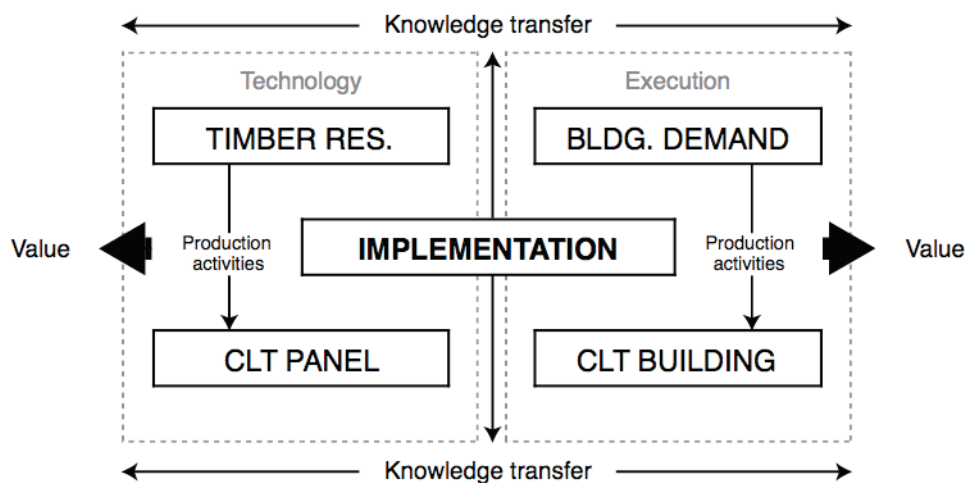 Knowledge transfer
Technology
Execution
TIMBER RES.
BLDG. DEMAND
Value
Production
activities
IMPLEMENTATION
Production
activities
Value
CLT PANEL
CLT BUILDING
Knowledge transfer